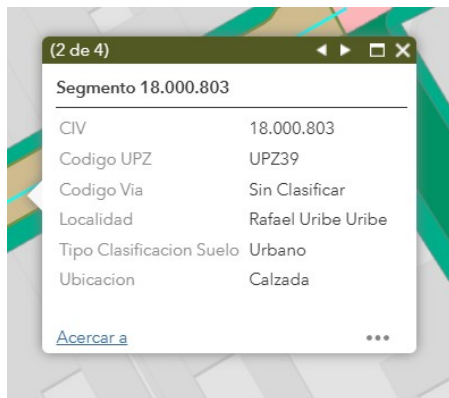 (2 de 4)
Segmento 18.000.803
CIV 18.000.803
Codigo UPZ UPZ39
Codigo Via Sin Clasificar
Localidad Rafael Uribe Uribe
Tipo Clasificacion Suelo Urbano
Ubicacion Calzada
Acercar a